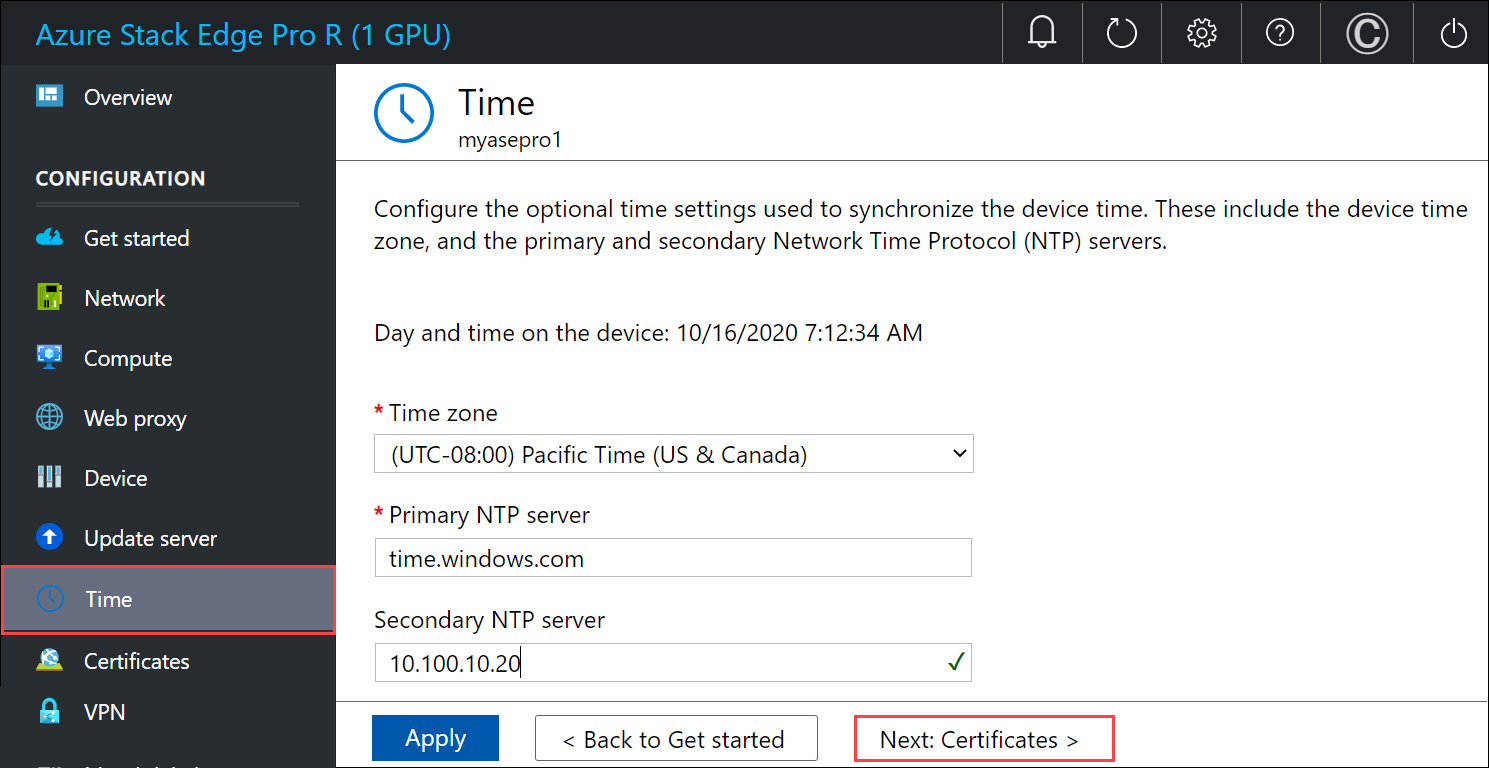 Azure Stack Edge Pro R (1 GPU)
?
C
Overview
CONFIGURATION
Get started
Network
Compute
Web proxy
Device
Update server
Time
Certificates
VPN
Time
myasepro1
Configure the optional time settings used to synchronize the device time. These include the device time
zone, and the primary and secondary Network Time Protocol (NTP) servers.
Day and time on the device: 10/16/2020 7:12:34 AM
* Time zone
(UTC-08:00) Pacific Time (US & Canada)
* Primary NTP server
time.windows.com
Secondary NTP server
10.100.10.20
Apply
< Back to Get started
Next: Certificates >